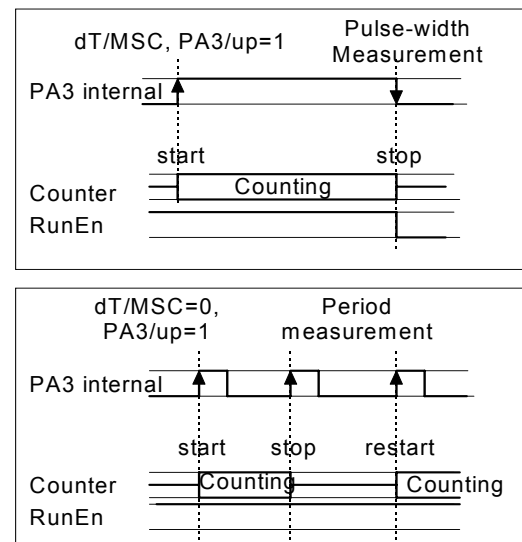 dT/MSC, PA3/up=1
Pulse-width
Measurement
PA3 internal
start
stop
Counter
Counting
RunEn
dT/MSC=0,
PA3/up=1
Period
measurement
PA3 internal
start
stop
restart
Counter
Counting
Counting
RunEn